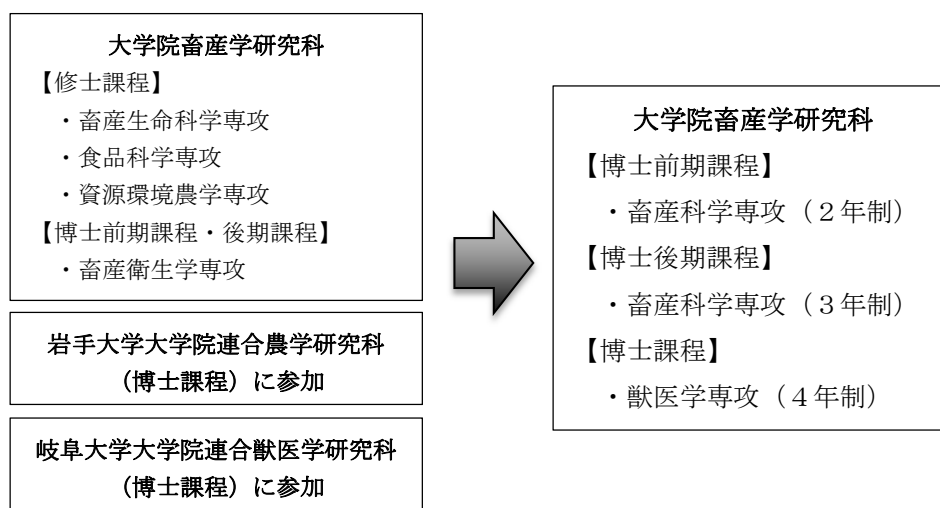 大学院畜産学研究科
【修士課程】
・畜産生命科学専攻
・食品科学専攻
・資源環境農学専攻
【博士前期課程・後期課程】
・畜産衛生学専攻
岩手大学大学院連合農学研究科
（博士課程）に参加
岐阜大学大学院連合獣医学研究科
（博士課程）に参加
大学院畜産学研究科
【博士前期課程】
・畜産科学専攻（２年制）
【博士後期課程】
・畜産科学専攻（３年制）
【博士課程】
・獣医学専攻（４年制）